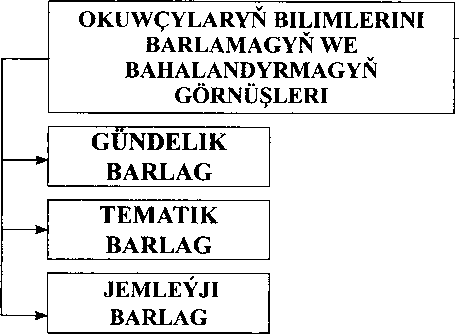 OKUWÇYLARYŇ BILIMLERINI
BARLAMAGYŇ WE
BAHALANDYRMAGYŇ
GÖRNÜŞLERI
GÜNDELIK
BARLAG
TEMATIK
BARLAG
JEMLEÝJI
BARLAG